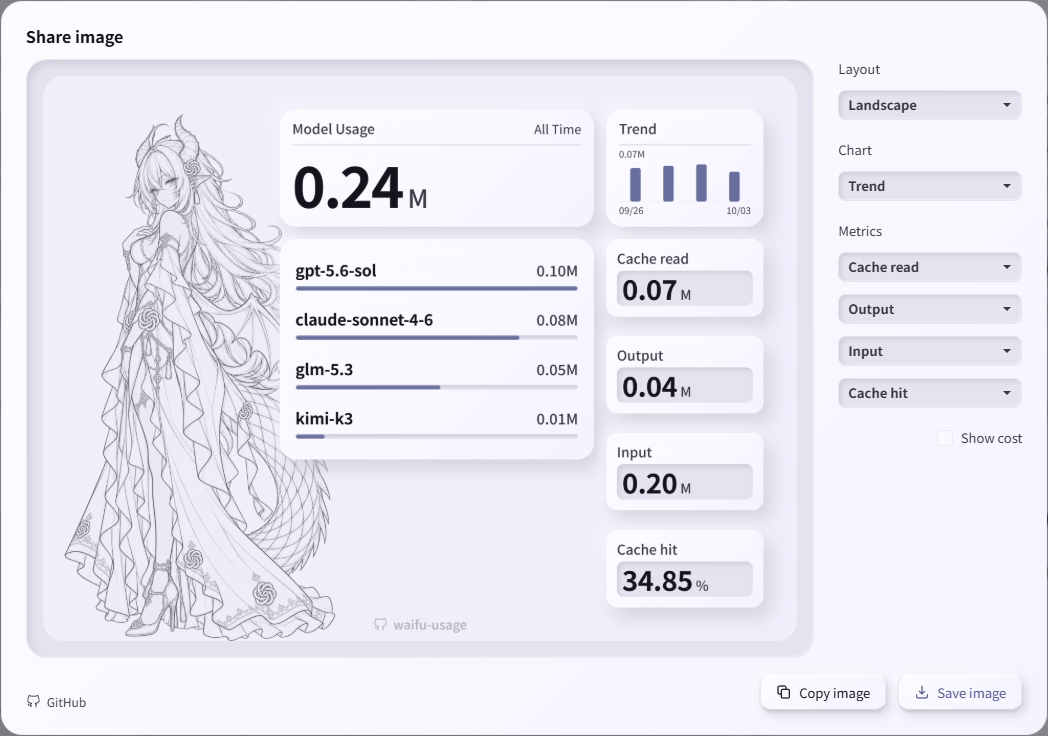 Share image
Model Usage
All Time
0.24 M
gpt-5.6-sol
0.10M
claude-sonnet-4-6
0.08M
glm-5.3
0.05M
kimi-k3
0.01M
Trend
0.07M
09/26
10/03
Cache read
0.07 M
Output
0.04 M
Input
0.20 M
Cache hit
34.85 %
waifu-usage
Layout
Landscape
Chart
Trend
Metrics
Cache read
Output
Input
Cache hit
Show cost
GitHub
Copy image
Save image